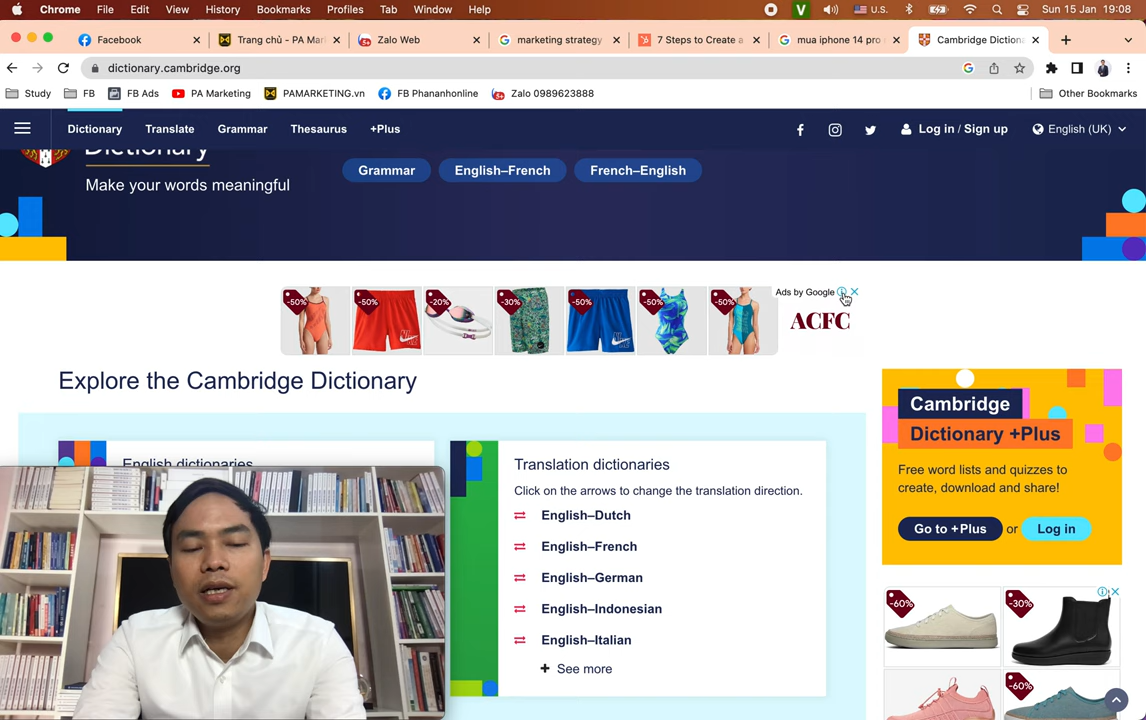 Chrome File Edit View History Bookmarks Profiles Tab Window Help V U.S. Sun 15 Jan 19:08
Facebook Trang chủ - PA Mar Zalo Web marketing strategy 7 Steps to Create a mua iphone 14 pro Cambridge Dictiona
dictionary.cambridge.org
Study FB FB Ads PA Marketing PAMARKETING.vn FB Phananhonline Zalo 0989623888 Other Bookmarks
Dictionary Translate Grammar Thesaurus +Plus Log in / Sign up English (UK)
Dictionary
Grammar English–French French–English
Make your words meaningful
Ads by Google
-50% -50% -20% -30% -50% -50% -50%
ACFC
Explore the Cambridge Dictionary
Cambridge
Dictionary +Plus
Free word lists and quizzes to
create, download and share!
Go to +Plus or Log in
English dictionaries
Translation dictionaries
Click on the arrows to change the translation direction.
English–Dutch
English–French
English–German
English–Indonesian
English–Italian
+ See more
-60% -30%
-60%